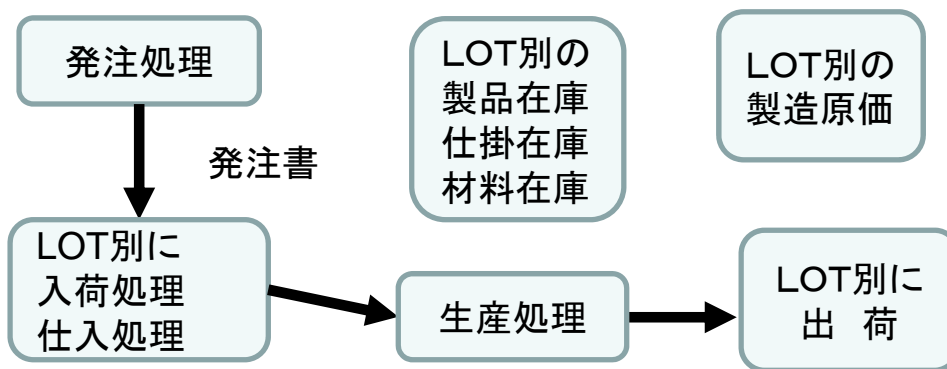 発注処理
LOT別の
製品在庫
仕掛在庫
材料在庫
LOT別の
製造原価
発注書
LOT別に
入荷処理
仕入処理
生産処理
LOT別に
出　荷